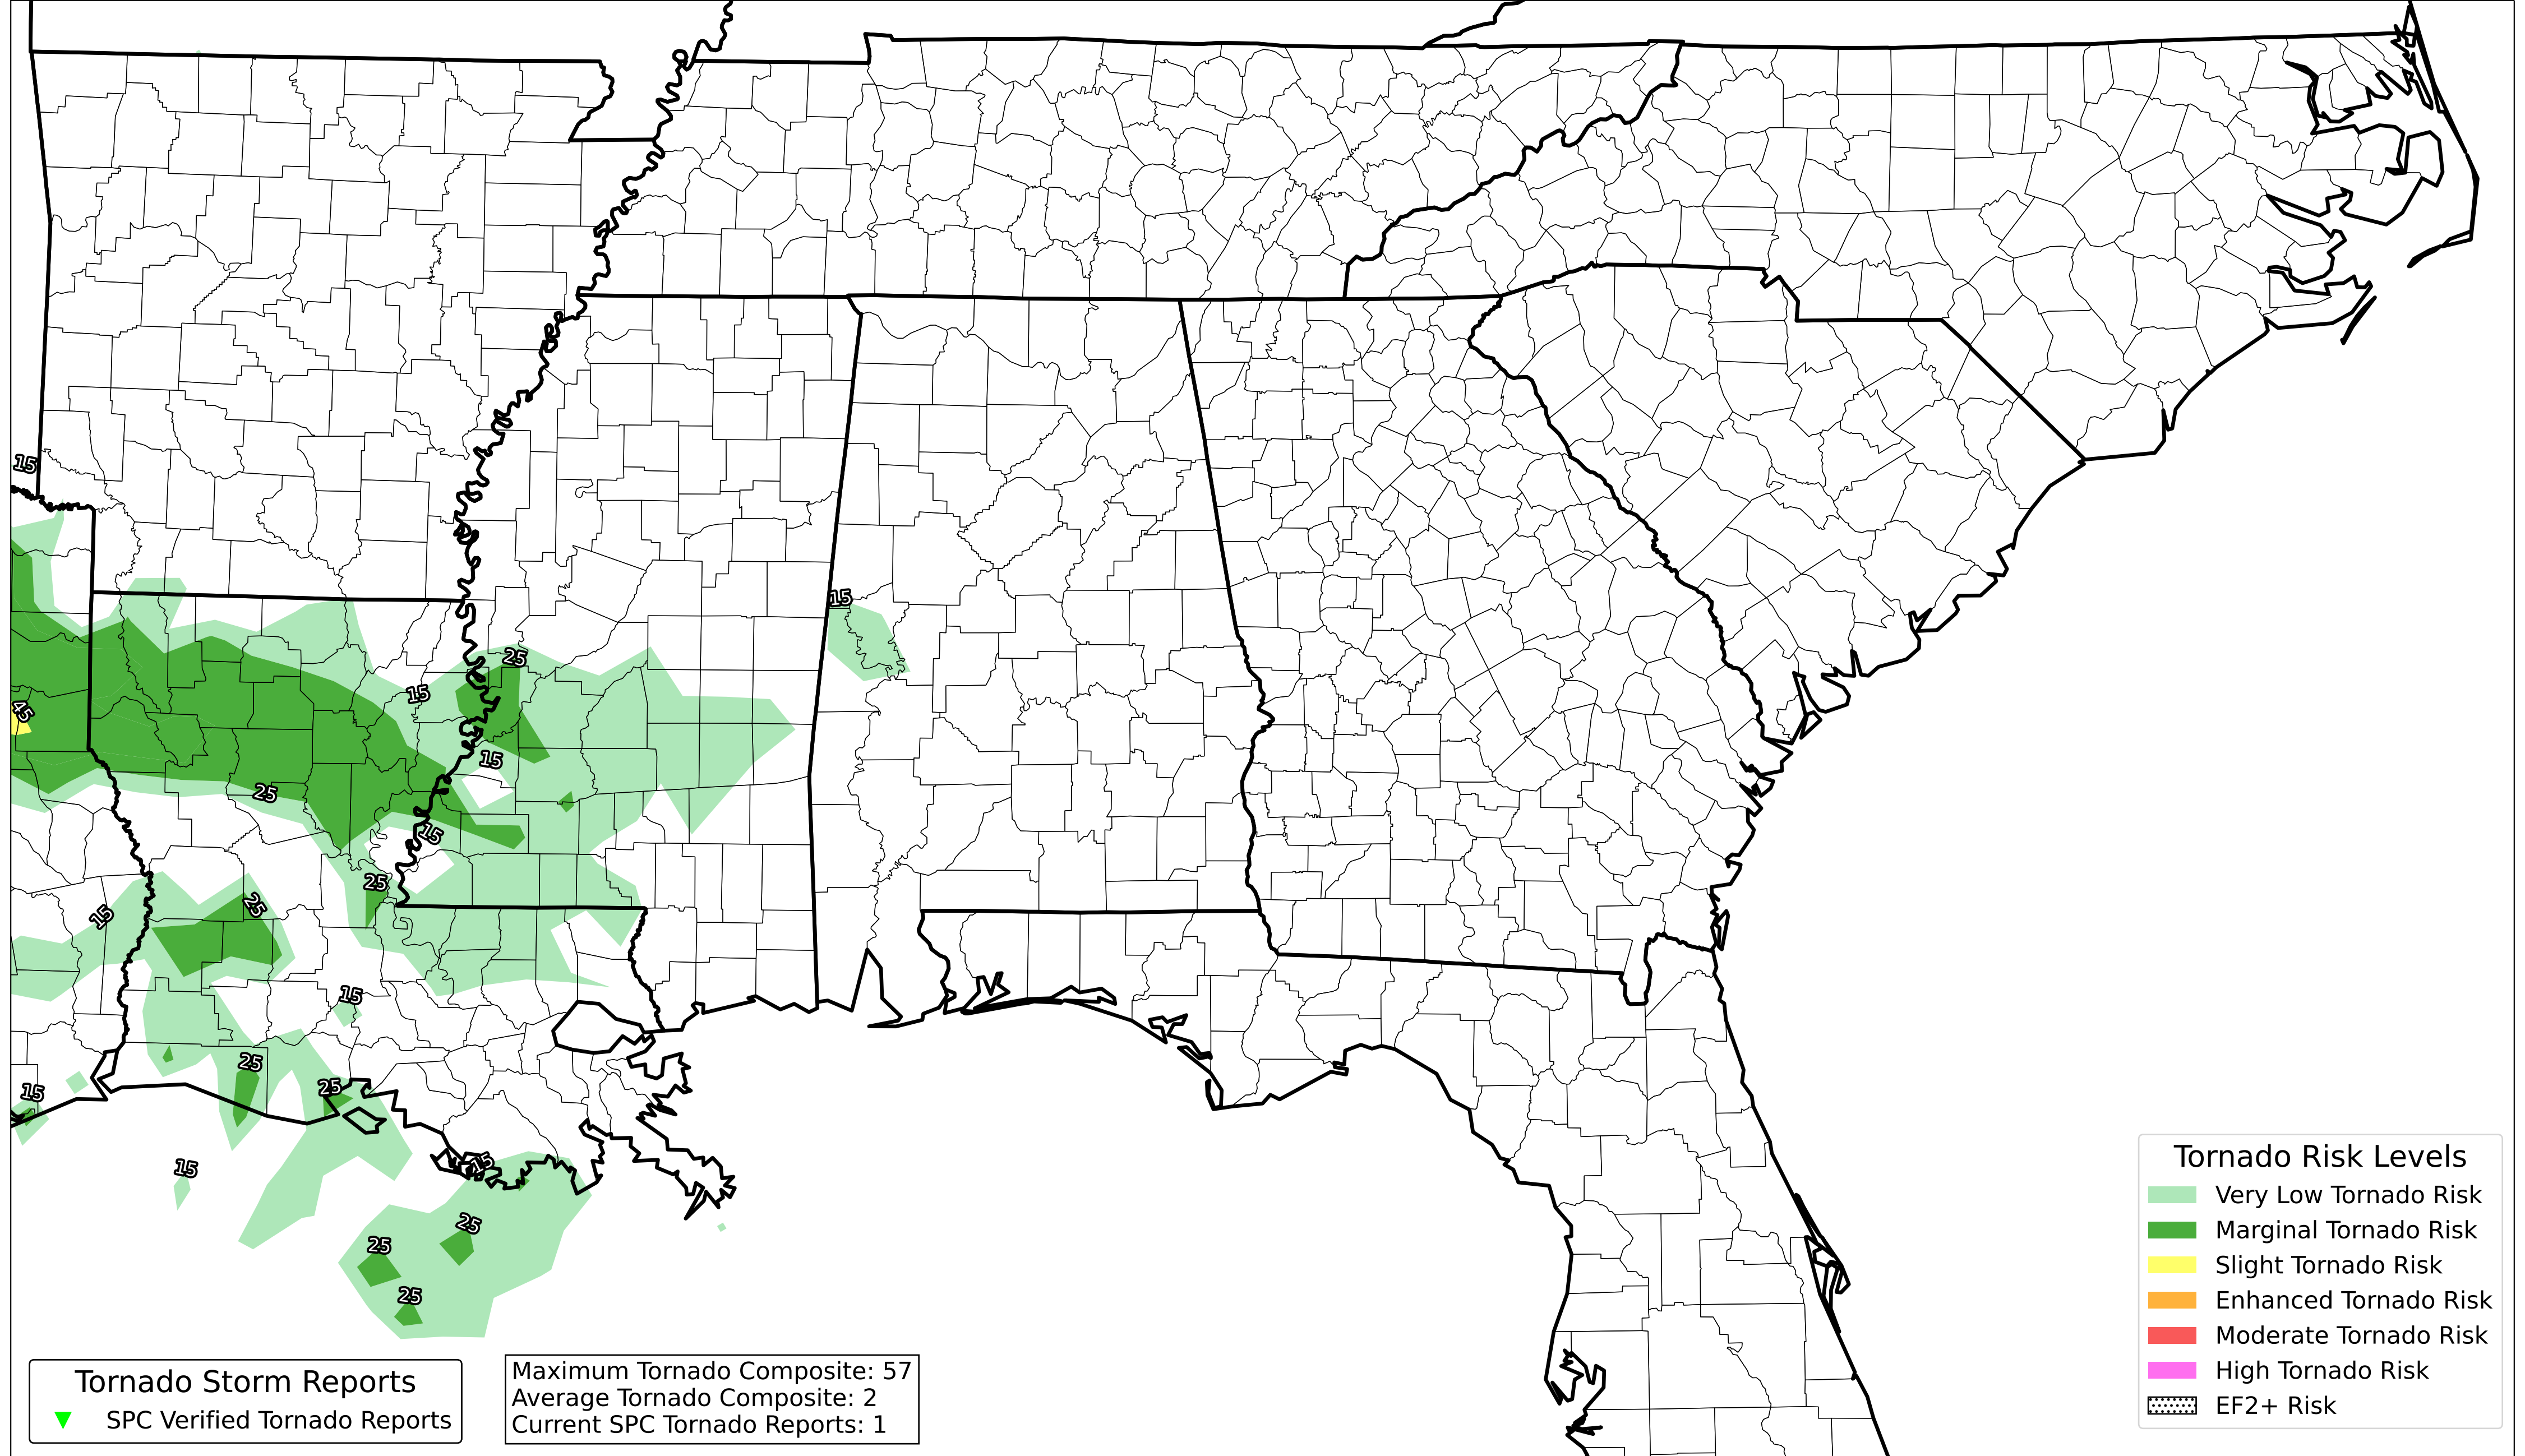 15
15
25
15
45
15
25
15
25
25
15
15
25
25
15
15
15
25
25
25
Tornado Risk Levels
Very Low Tornado Risk
Marginal Tornado Risk
Slight Tornado Risk
Enhanced Tornado Risk
Moderate Tornado Risk
High Tornado Risk
EF2+ Risk
Tornado Storm Reports
SPC Verified Tornado Reports
Maximum Tornado Composite: 57
Average Tornado Composite: 2
Current SPC Tornado Reports: 1